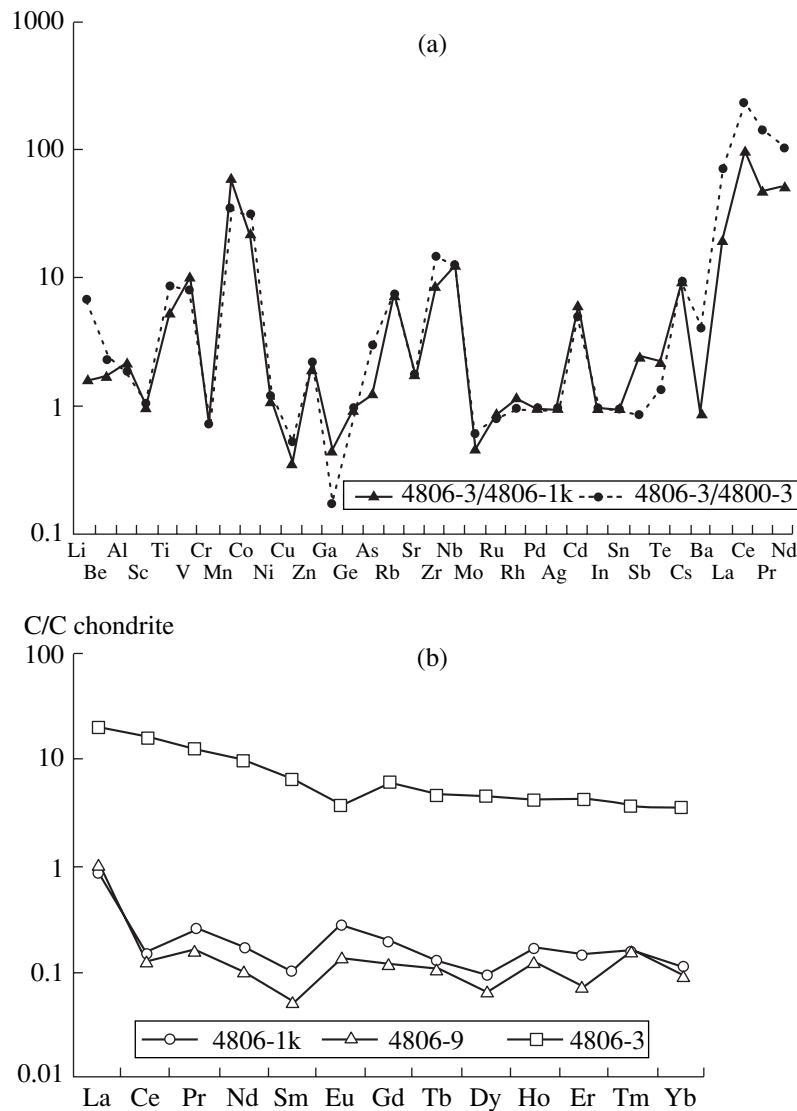 1000
(a)
100
10
1
4806-3/4806-1k 4806-3/4800-3
0.1
Li Al Ti Cr Co Cu Ga As Sr Nb Ru Pd Cd Sn Te Ba Ce Nd
Be Sc V Mn Ni Zn Ge Rb Zr Mo Rh Ag In Sb Cs La Pr
C/C chondrite
100
(b)
10
1
0.1
4806-1k 4806-9 4806-3
0.01
La Ce Pr Nd Sm Eu Gd Tb Dy Ho Er Tm Yb